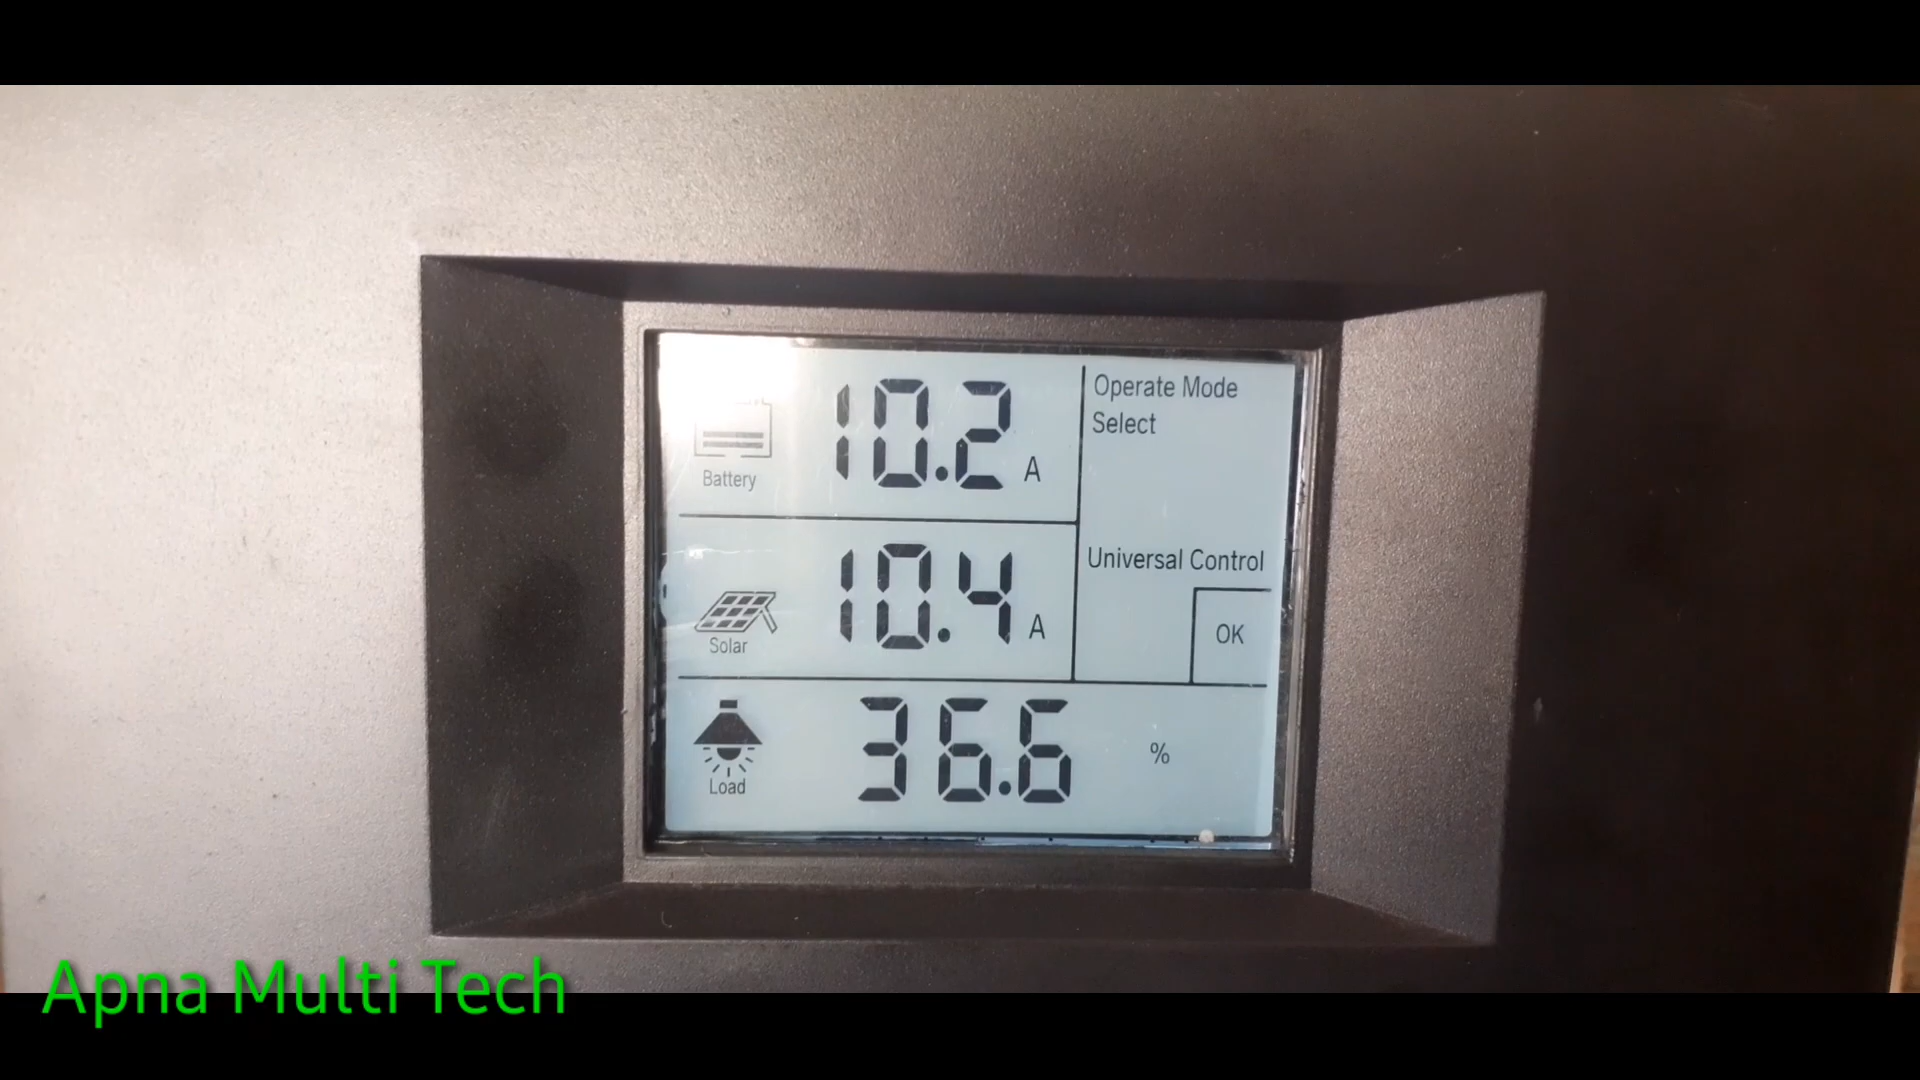 10.2 A
Battery
Operate Mode
Select
10.4 A
Solar
Universal Control
OK
36.6 %
Load
Apna Multi Tech